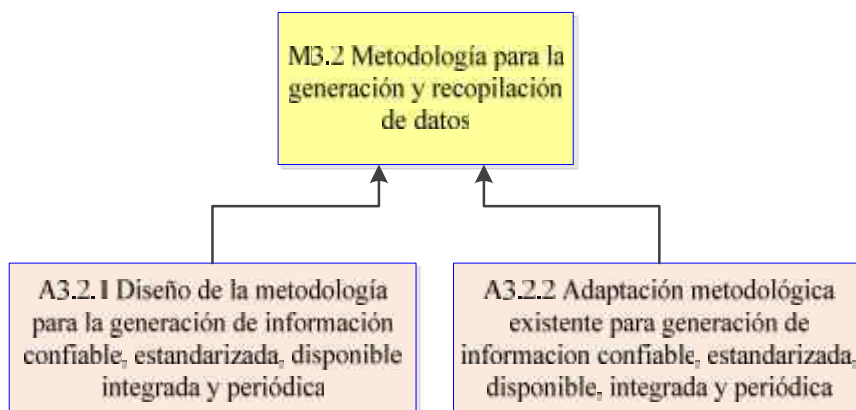 M3.2 Metodología para la
generación y recopilación
de datos
A3.2.1 Diseño de la metodología
para la generación de información
confiable, estandarizada, disponible
integrada y periódica
A3.2.2 Adaptación metodológica
existente para generación de
informacion confiable, estandarizada,
disponible, integrada y periódica